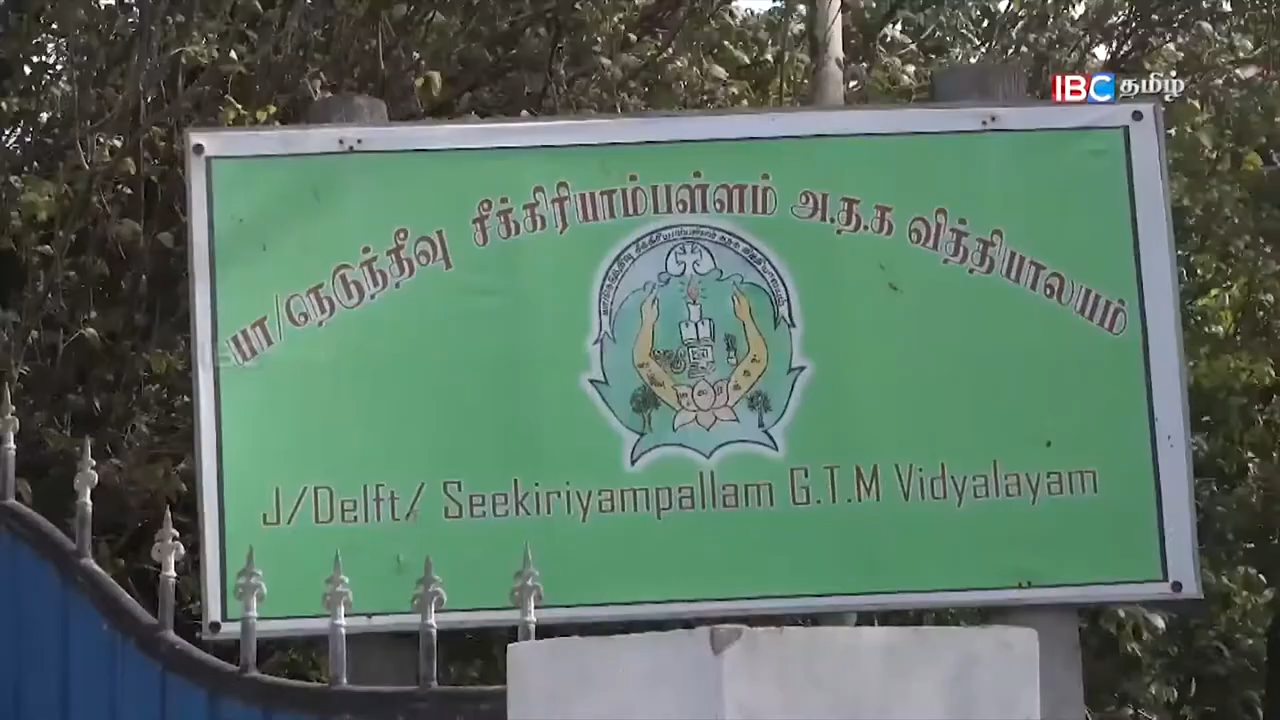 IBC தமிழ்
யா/நெடுந்தீவு சீக்கிரியாம்பள்ளம் அ.த.க வித்தியாலயம்
J/Delft/ Seekiriyampallam G.T.M Vidyalayam